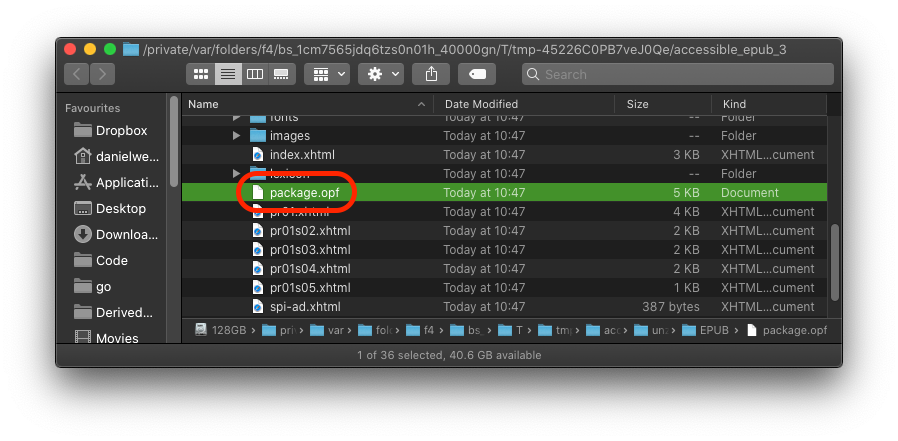 /private/var/folders/f4/bs_1cm7565jdq6tzs0n01h_40000gn/T/tmp-45226C0PB7veJ0Qe/accessible_epub_3
Search
Favourites
Dropbox
danielwe…
Applicati…
Desktop
Downloa…
Code
go
Derived…
Movies
Name Date Modified Size Kind
fonts Today at 10:47 -- Folder
images Today at 10:47 -- Folder
index.xhtml Today at 10:47 3 KB XHTML…cument
lexicon Today at 10:47 -- Folder
package.opf Today at 10:47 5 KB Document
pr01.xhtml Today at 10:47 4 KB XHTML…cument
pr01s02.xhtml Today at 10:47 2 KB XHTML…cument
pr01s03.xhtml Today at 10:47 2 KB XHTML…cument
pr01s04.xhtml Today at 10:47 2 KB XHTML…cument
pr01s05.xhtml Today at 10:47 1 KB XHTML…cument
spi-ad.xhtml Today at 10:47 387 bytes XHTML…cument
128GB › priv › var › fold › f4 › bs_ › T › tmp › acc › unz › EPUB › package.opf
1 of 36 selected, 40.6 GB available